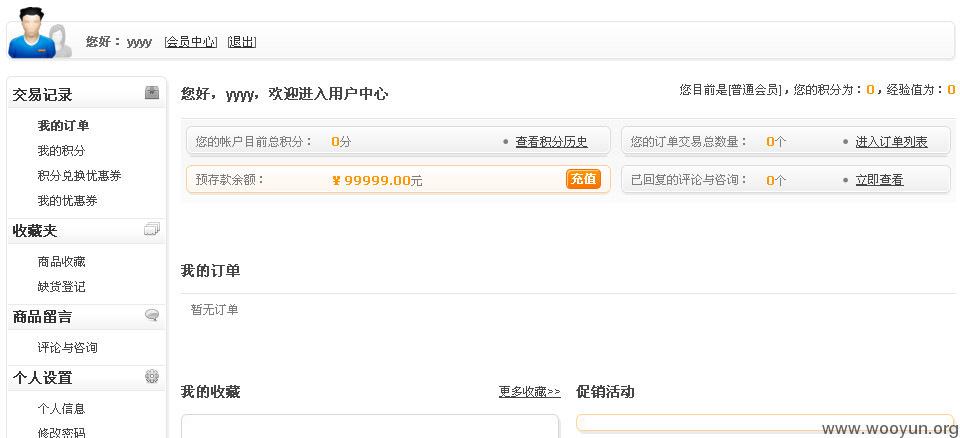 您好： yyyy [会员中心] [退出]
交易记录
我的订单
我的积分
积分兑换优惠券
我的优惠券
收藏夹
商品收藏
缺货登记
商品留言
评论与咨询
个人设置
个人信息
修改密码
您好，yyyy，欢迎进入用户中心
您目前是[普通会员]，您的积分为：0，经验值为：0
您的帐户目前总积分： 0分 • 查看积分历史
您的订单交易总数量： 0个 • 进入订单列表
预存款余额： ¥ 99999.00元 充值
已回复的评论与咨询： 0个 • 立即查看
我的订单
暂无订单
我的收藏 更多收藏>>
促销活动
www.wooyun.org